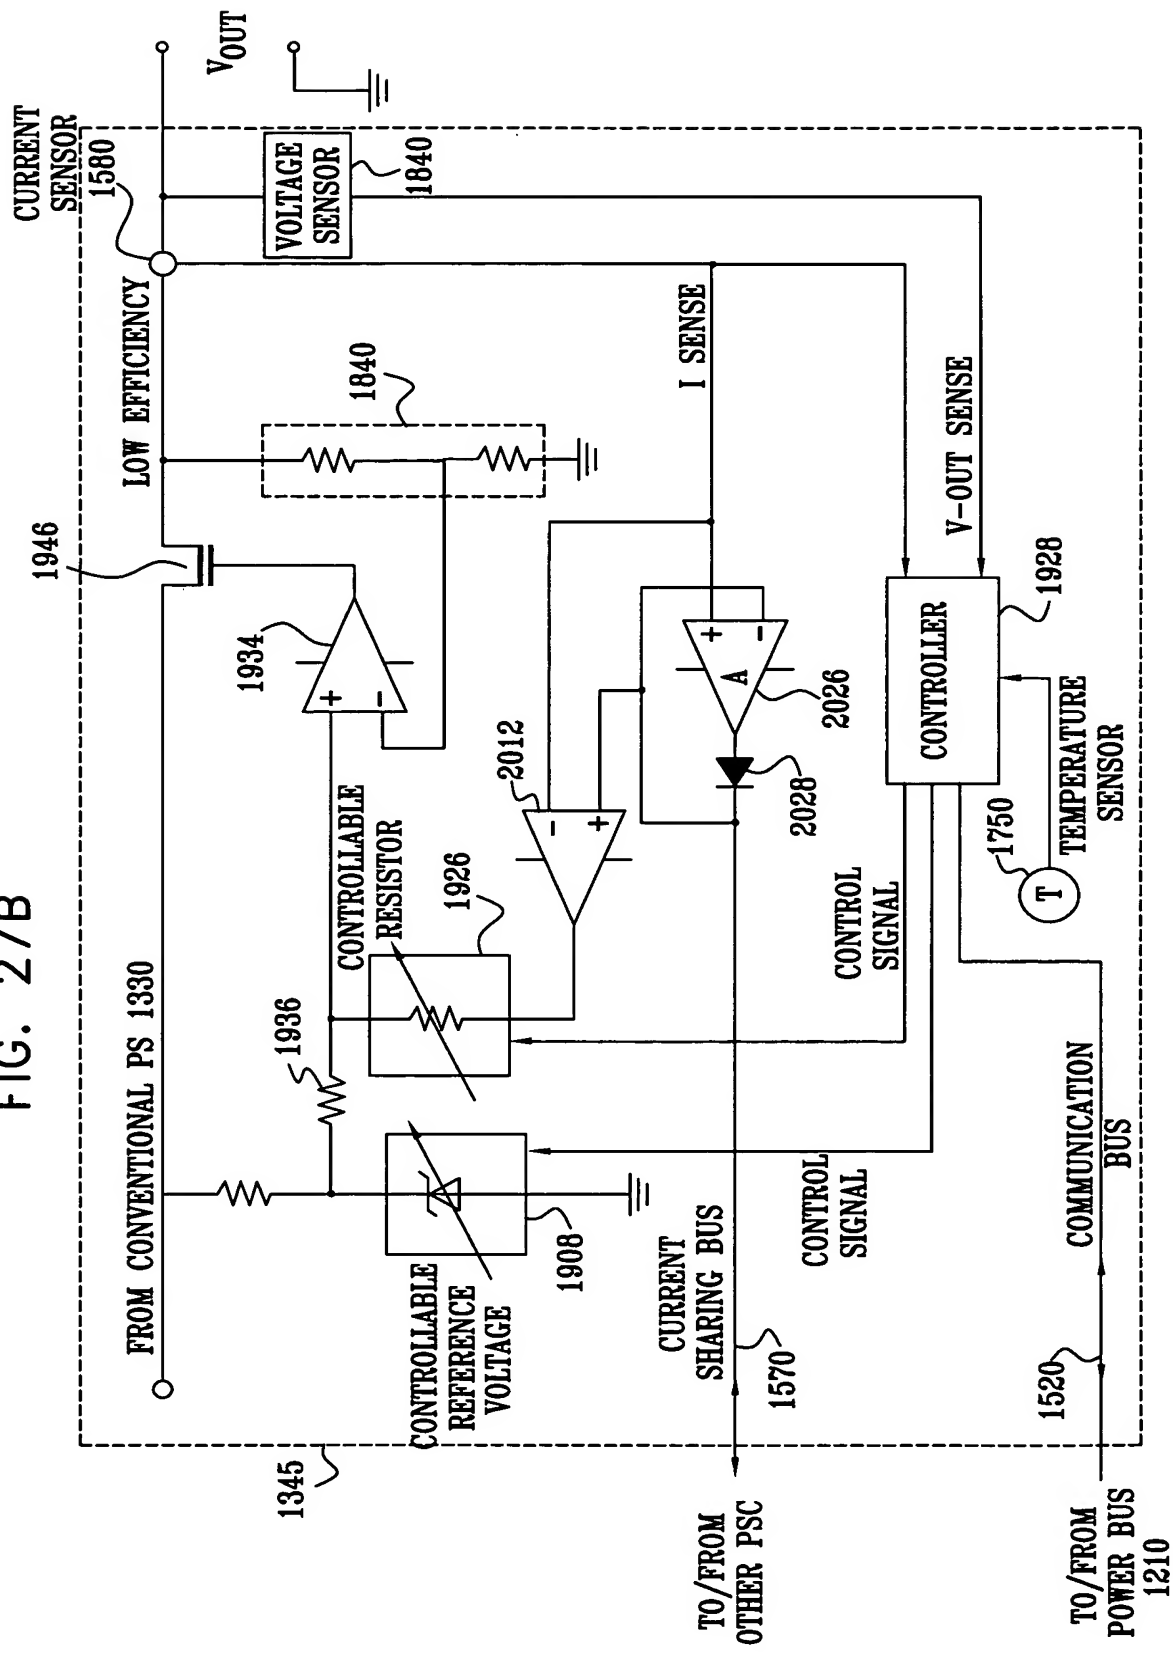 FIG. 27B
FROM CONVENTIONAL PS 1330
1946
LOW EFFICIENCY
CURRENT
SENSOR
1580
VOUT
1345
1936
1934
+
-
1840
VOLTAGE
SENSOR
1840
CONTROLLABLE
REFERENCE
VOLTAGE
1908
CONTROLLABLE
RESISTOR
1926
2012
-
+
I SENSE
TO/FROM
OTHER PSC
CURRENT
SHARING BUS
1570
2028
A
+
-
2026
CONTROL
SIGNAL
CONTROL
SIGNAL
CONTROLLER
1928
V-OUT SENSE
T
1750
TEMPERATURE
SENSOR
TO/FROM
POWER BUS
1210
1520
COMMUNICATION
BUS